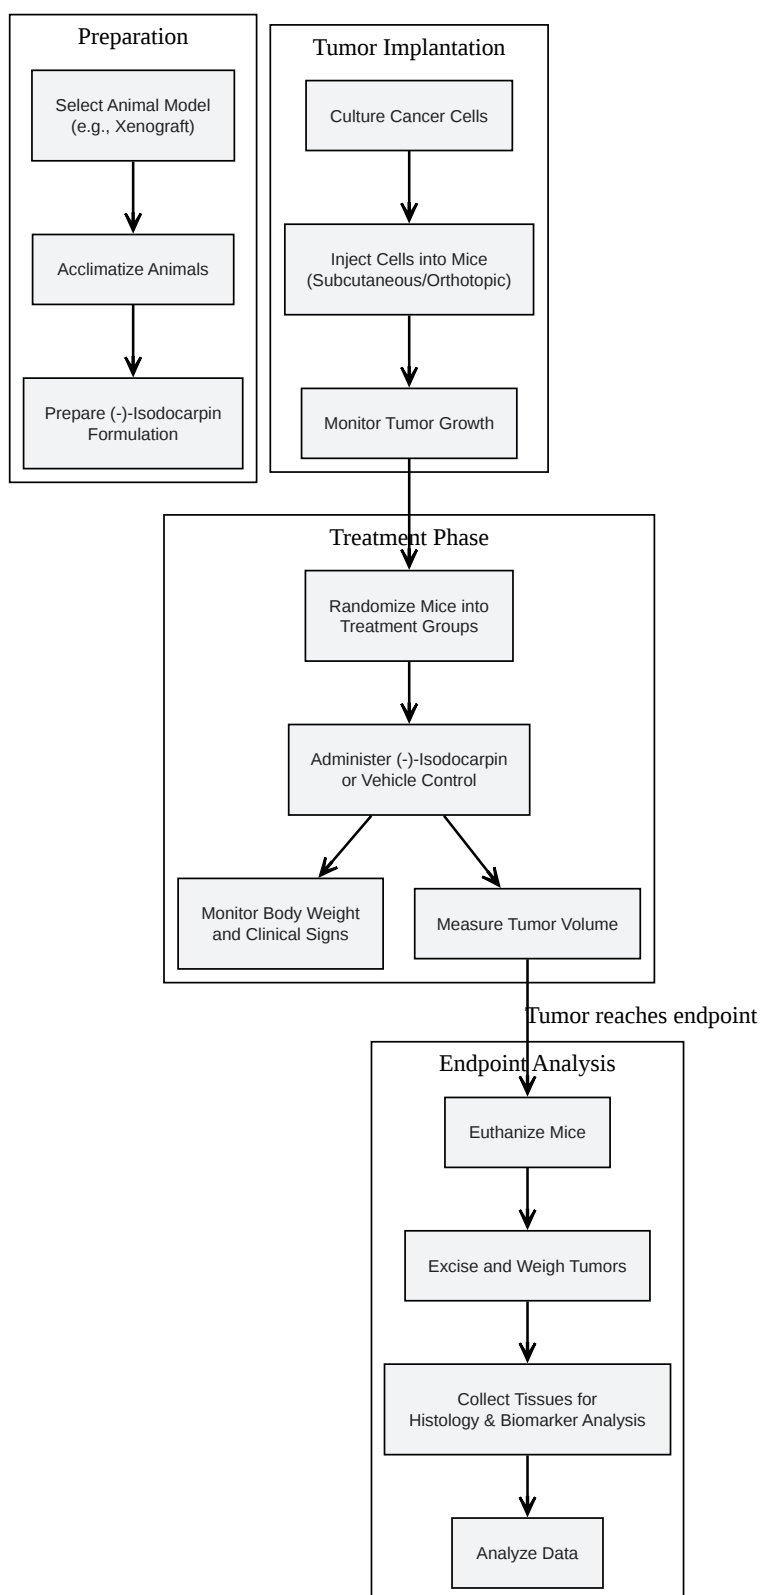 Preparation
Select Animal Model
(e.g., Xenograft)
Acclimatize Animals
Prepare (-)-Isodocarpin
Formulation
Tumor Implantation
Culture Cancer Cells
Inject Cells into Mice
(Subcutaneous/Orthotopic)
Monitor Tumor Growth
Treatment Phase
Randomize Mice into
Treatment Groups
Administer (-)-Isodocarpin
or Vehicle Control
Monitor Body Weight
and Clinical Signs
Measure Tumor Volume
Tumor reaches endpoint
Endpoint Analysis
Euthanize Mice
Excise and Weigh Tumors
Collect Tissues for
Histology & Biomarker Analysis
Analyze Data